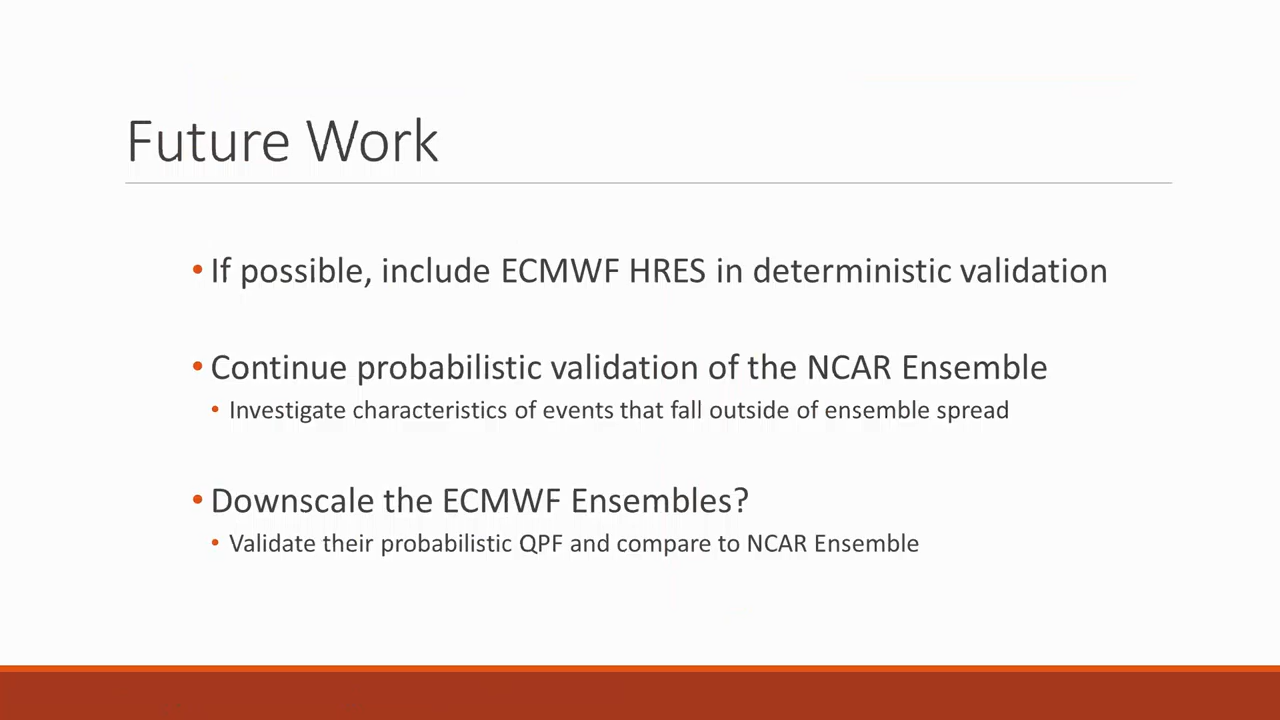 Future Work
• If possible, include ECMWF HRES in deterministic validation
• Continue probabilistic validation of the NCAR Ensemble
• Investigate characteristics of events that fall outside of ensemble spread
• Downscale the ECMWF Ensembles?
• Validate their probabilistic QPF and compare to NCAR Ensemble